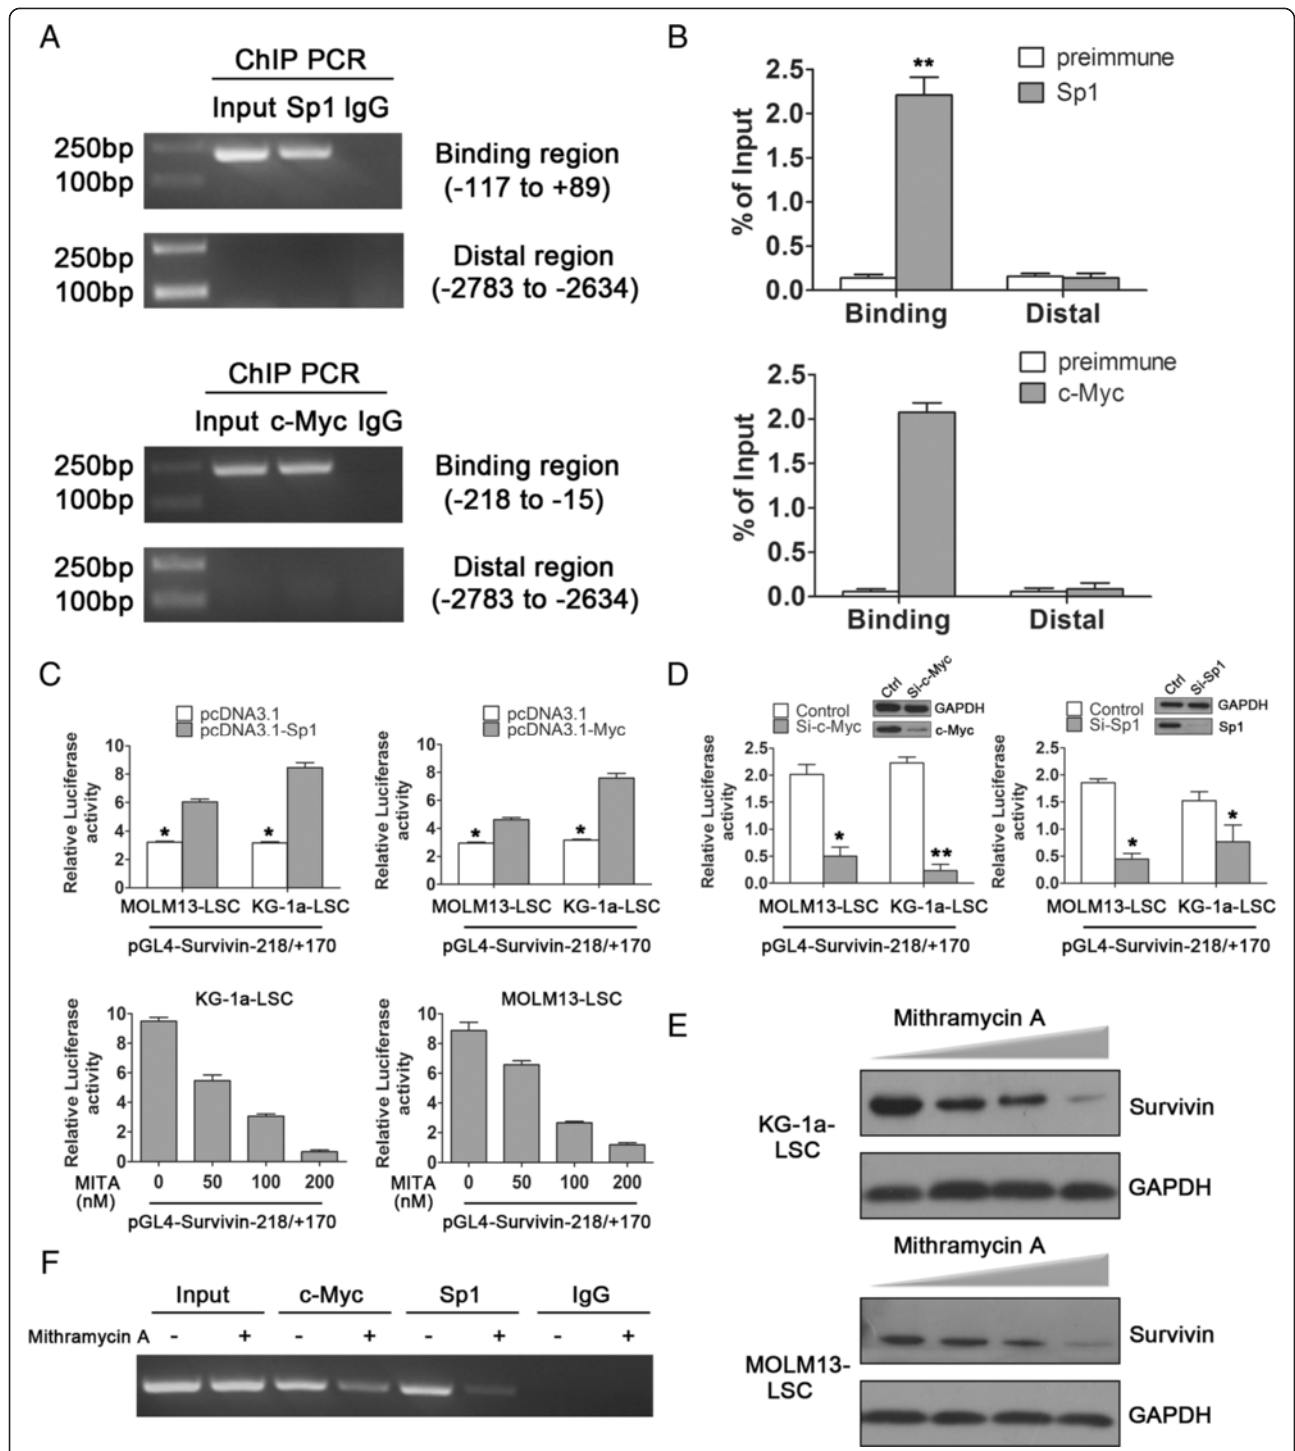 A
ChIP PCR
Input Sp1 IgG
250bp
100bp
Binding region
(-117 to +89)
250bp
100bp
Distal region
(-2783 to -2634)
ChIP PCR
Input c-Myc IgG
250bp
100bp
Binding region
(-218 to -15)
250bp
100bp
Distal region
(-2783 to -2634)
B
preimmune
Sp1
% of Input
2.5
2.0
1.5
1.0
0.5
0.0
**
Binding Distal
preimmune
c-Myc
% of Input
2.5
2.0
1.5
1.0
0.5
0.0
Binding Distal
C
pcDNA3.1
pcDNA3.1-Sp1
Relative Luciferase
activity
10
8
6
4
2
0
* *
MOLM13-LSC KG-1a-LSC
pGL4-Survivin-218/+170
pcDNA3.1
pcDNA3.1-Myc
Relative Luciferase
activity
10
8
6
4
2
0
* *
MOLM13-LSC KG-1a-LSC
pGL4-Survivin-218/+170
KG-1a-LSC
Relative Luciferase
activity
10
8
6
4
2
0
MITA
(nM)
0 50 100 200
pGL4-Survivin-218/+170
MOLM13-LSC
Relative Luciferase
activity
10
8
6
4
2
0
MITA
(nM)
0 50 100 200
pGL4-Survivin-218/+170
D
Control
Si-c-Myc
Ctrl Si-c-Myc
GAPDH
c-Myc
Relative Luciferase
activity
2.5
2.0
1.5
1.0
0.5
0.0
* **
MOLM13-LSC KG-1a-LSC
pGL4-Survivin-218/+170
Control
Si-Sp1
Ctrl Si-Sp1
GAPDH
Sp1
Relative Luciferase
activity
2.5
2.0
1.5
1.0
0.5
0.0
* *
MOLM13-LSC KG-1a-LSC
pGL4-Survivin-218/+170
E
Mithramycin A
KG-1a-
LSC
Survivin
GAPDH
Mithramycin A
MOLM13-
LSC
Survivin
GAPDH
F
Input c-Myc Sp1 IgG
Mithramycin A - + - + - + - +